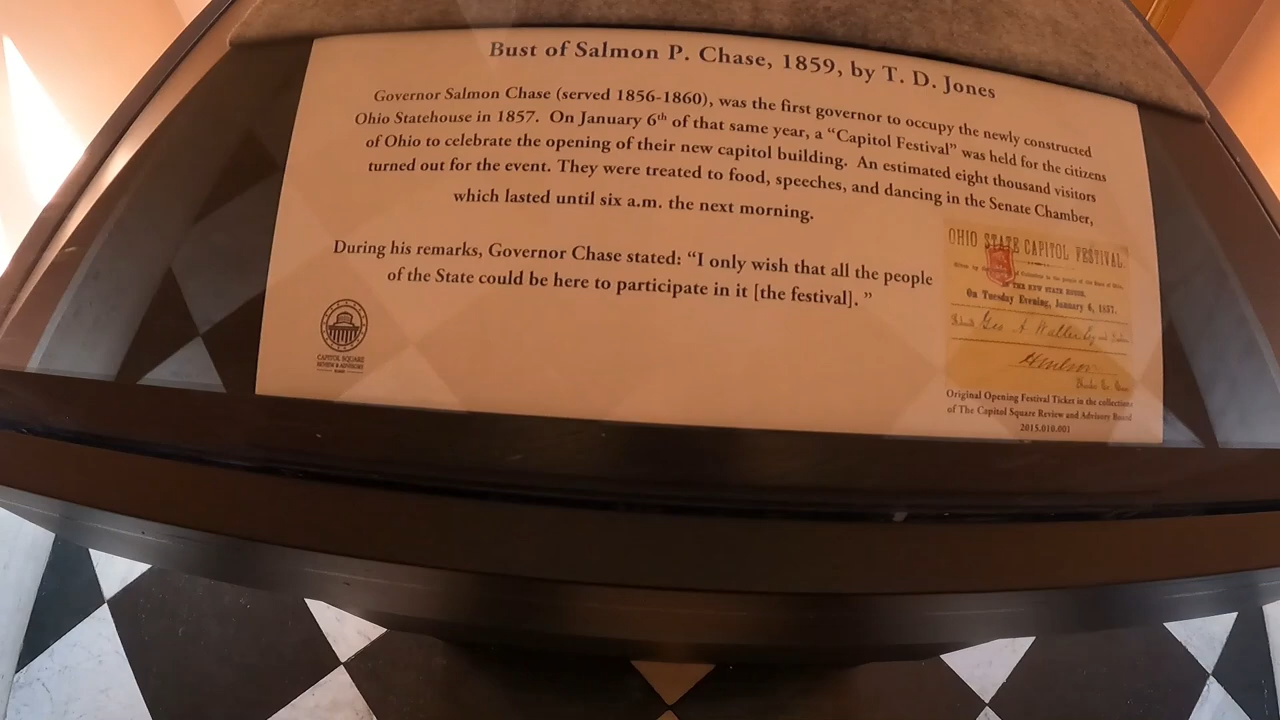 Bust of Salmon P. Chase, 1859, by T. D. Jones
Governor Salmon Chase (served 1856-1860), was the first governor to occupy the newly constructed
Ohio Statehouse in 1857. On January 6th of that same year, a “Capitol Festival” was held for the citizens
of Ohio to celebrate the opening of their new capitol building. An estimated eight thousand visitors
turned out for the event. They were treated to food, speeches, and dancing in the Senate Chamber,
which lasted until six a.m. the next morning.
During his remarks, Governor Chase stated: “I only wish that all the people
of the State could be here to participate in it [the festival]. ”
CAPITOL SQUARE
REVIEW & ADVISORY
BOARD
OHIO STATE CAPITOL FESTIVAL.
THE NEW STATE HOUSE,
On Tuesday Evening, January 6, 1857.
Geo A
Original Opening Festival Ticket in the collections
of The Capitol Square Review and Advisory Board
2015.010.001